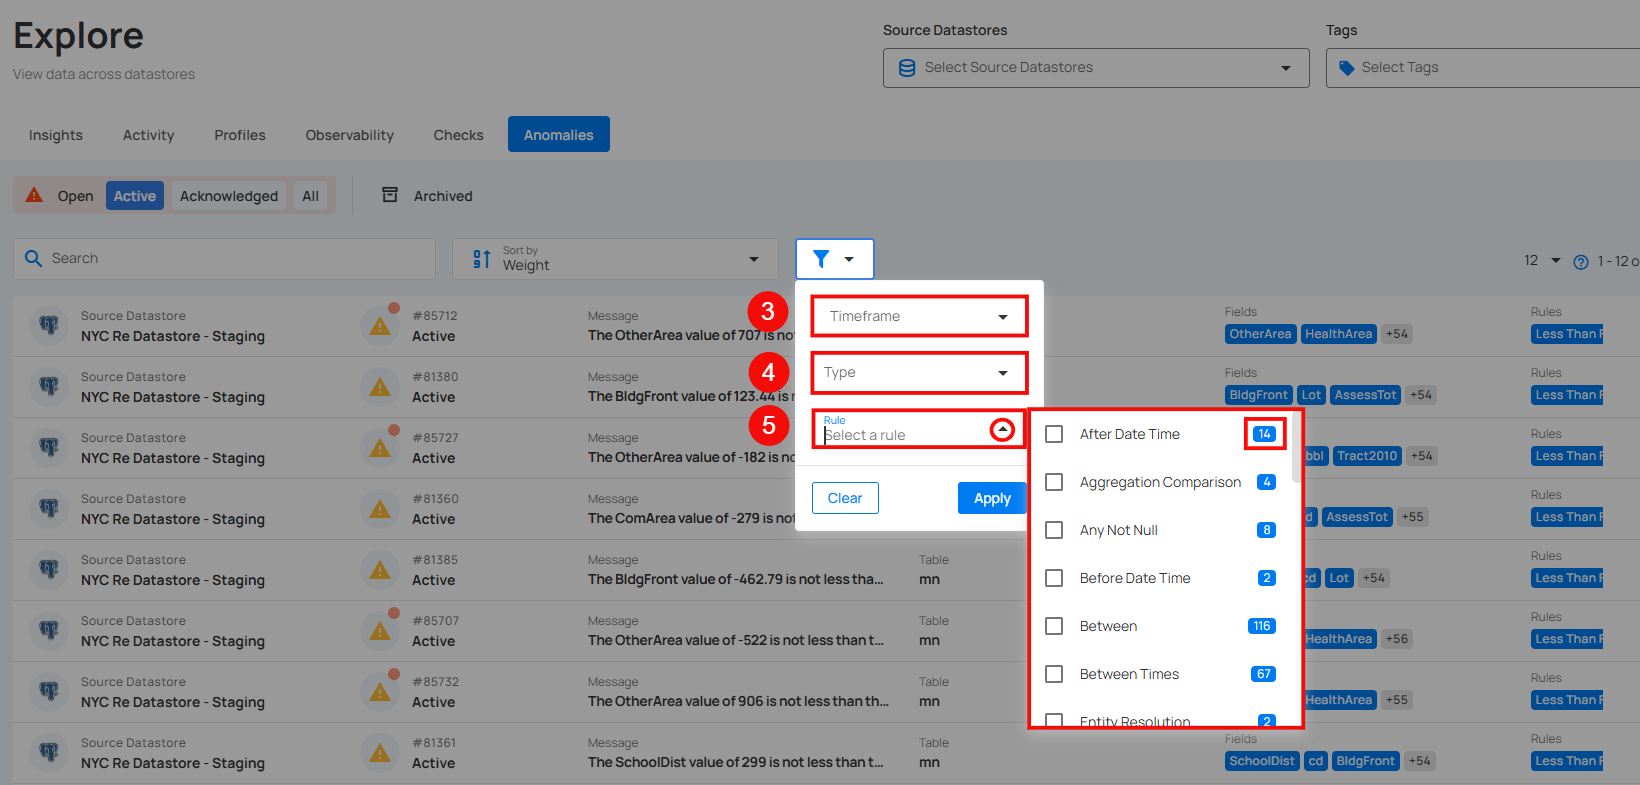 Explore
View data across datastores
Source Datastores
Select Source Datastores
Tags
Select Tags
Insights Activity Profiles Observability Checks Anomalies
Open Active Acknowledged All Archived
Search
Sort by
Weight
12 1 - 12 o
3
Timeframe
4
Type
5
Rule
Select a rule
Clear Apply
After Date Time 14
Aggregation Comparison 4
Any Not Null 8
Before Date Time 2
Between 116
Between Times 67
Entity Resolution 2
Source Datastore #85712 Message Fields Rules
NYC Re Datastore - Staging Active The OtherArea value of 707 is no OtherArea HealthArea +54 Less Than F
Source Datastore #81380 Message Fields Rules
NYC Re Datastore - Staging Active The BldgFront value of 123.44 is BldgFront Lot AssessTot +54 Less Than F
Source Datastore #85727 Message Rules
NYC Re Datastore - Staging Active The OtherArea value of -182 is no bbl Tract2010 +54 Less Than F
Source Datastore #81360 Message Rules
NYC Re Datastore - Staging Active The ComArea value of -279 is no d AssessTot +55 Less Than F
Source Datastore #81385 Message Table Rules
NYC Re Datastore - Staging Active The BldgFront value of -462.79 is not less tha... mn cd Lot +54 Less Than F
Source Datastore #85707 Message Table Rules
NYC Re Datastore - Staging Active The OtherArea value of -522 is not less than t... mn HealthArea +56 Less Than F
Source Datastore #85732 Message Table Rules
NYC Re Datastore - Staging Active The OtherArea value of 906 is not less than th... mn HealthArea +55 Less Than F
Source Datastore #81361 Message Table Fields Rules
NYC Re Datastore - Staging Active The SchoolDist value of 299 is not less than t... mn SchoolDist cd BldgFront +54 Less Than F